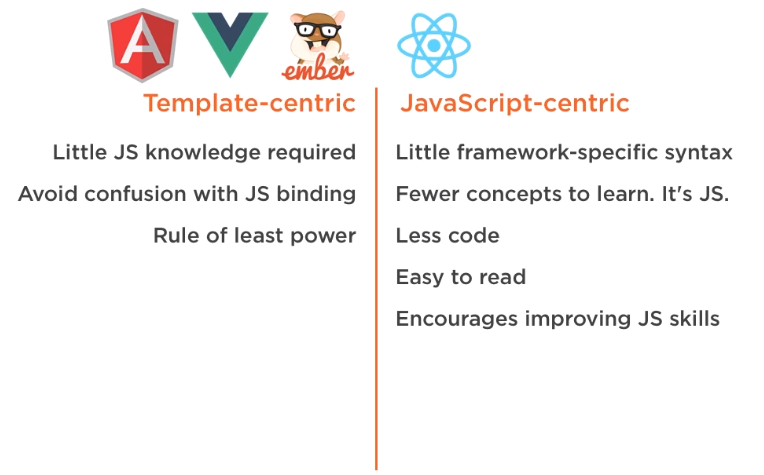 A
ember
Template-centric
Little JS knowledge required
Avoid confusion with JS binding
Rule of least power
JavaScript-centric
Little framework-specific syntax
Fewer concepts to learn. It's JS.
Less code
Easy to read
Encourages improving JS skills